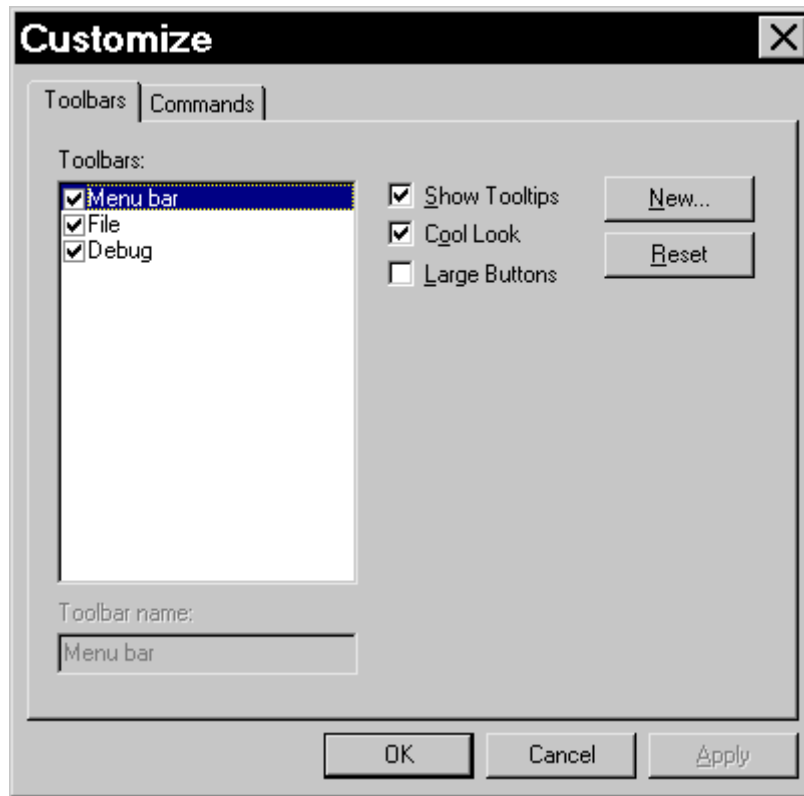 Customize
Toolbars
Commands
Toolbars:
Menu bar
File
Debug
Show Tooltips
Cool Look
Large Buttons
New...
Reset
Toolbar name:
Menu bar
OK
Cancel
Apply